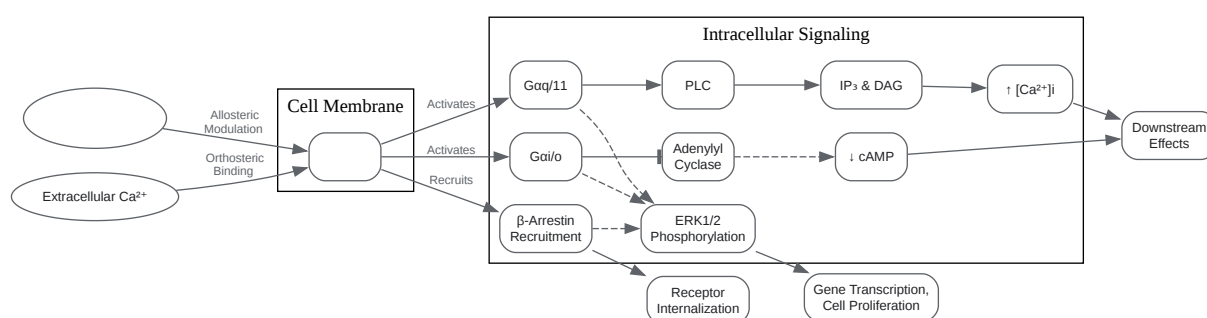 Intracellular Signaling
Cell Membrane
Allosteric
Modulation
Orthosteric
Binding
Extracellular Ca²⁺
Activates
Activates
Recruits
Gαq/11
PLC
IP₃ & DAG
↑ [Ca²⁺]i
Gαi/o
Adenylyl
Cyclase
↓ cAMP
Downstream
Effects
β-Arrestin
Recruitment
ERK1/2
Phosphorylation
Receptor
Internalization
Gene Transcription,
Cell Proliferation